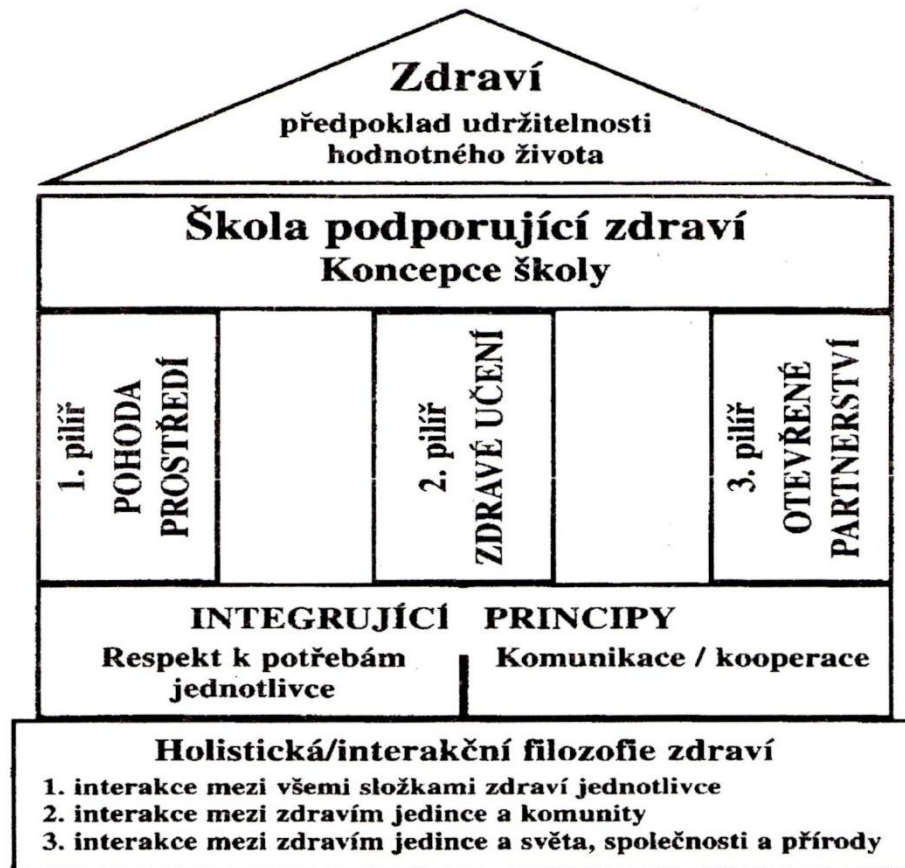 Zdraví
předpoklad udržitelnosti
hodnotného života
Škola podporující zdraví
Koncepce školy
1. pilíř
POHODA
PROSTŘEDÍ
2. pilíř
ZDRAVÉ UČENÍ
3. pilíř
OTEVŘENÉ
PARTNERSTVÍ
INTEGRUJÍCÍ PRINCIPY
Respekt k potřebám
jednotlivce
Komunikace / kooperace
Holistická/interakční filozofie zdraví
1. interakce mezi všemi složkami zdraví jednotlivce
2. interakce mezi zdravím jedince a komunity
3. interakce mezi zdravím jedince a světa, společnosti a přírody